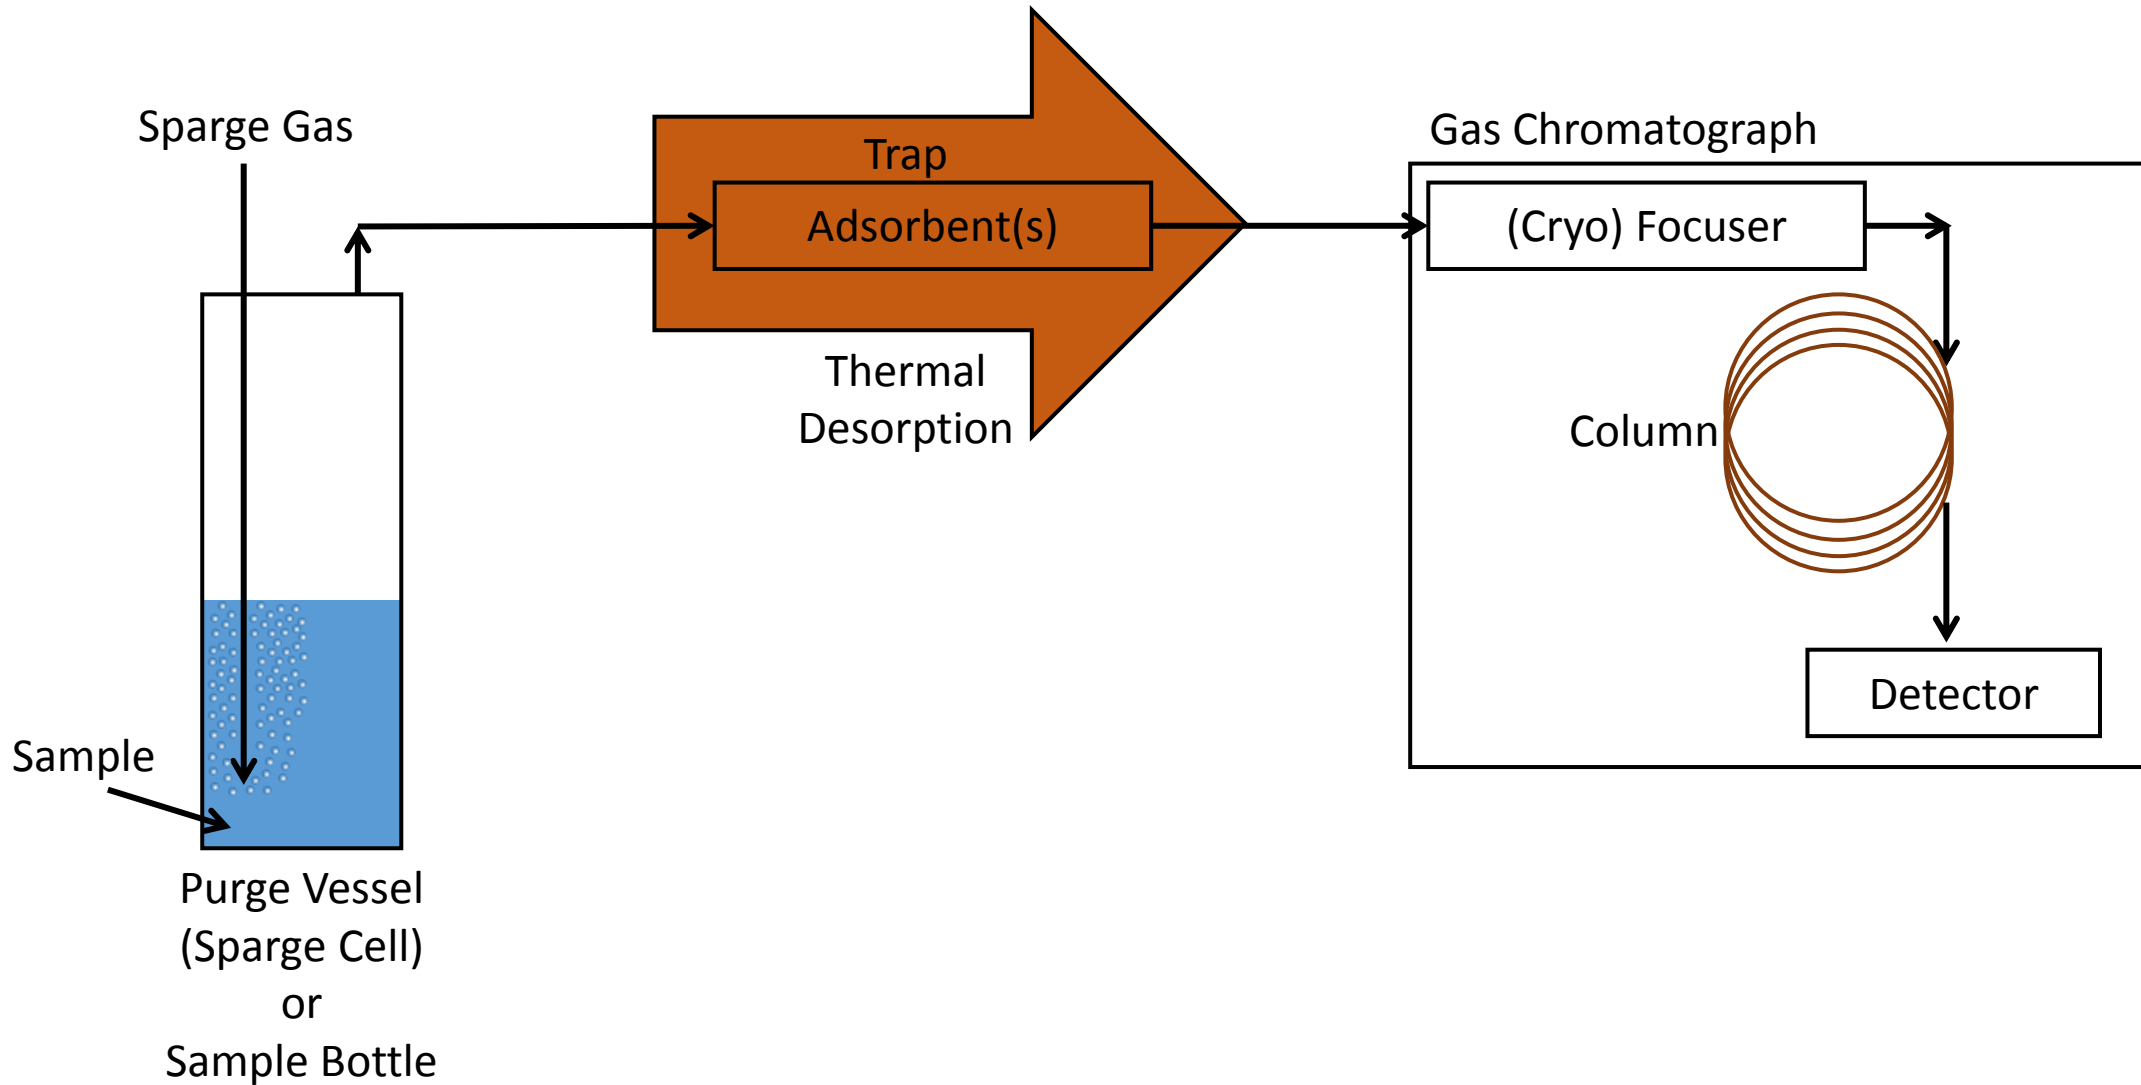 Sparge Gas
Trap
Adsorbent(s)
Thermal
Desorption
Gas Chromatograph
(Cryo) Focuser
Column
Detector
Sample
Purge Vessel
(Sparge Cell)
or
Sample Bottle